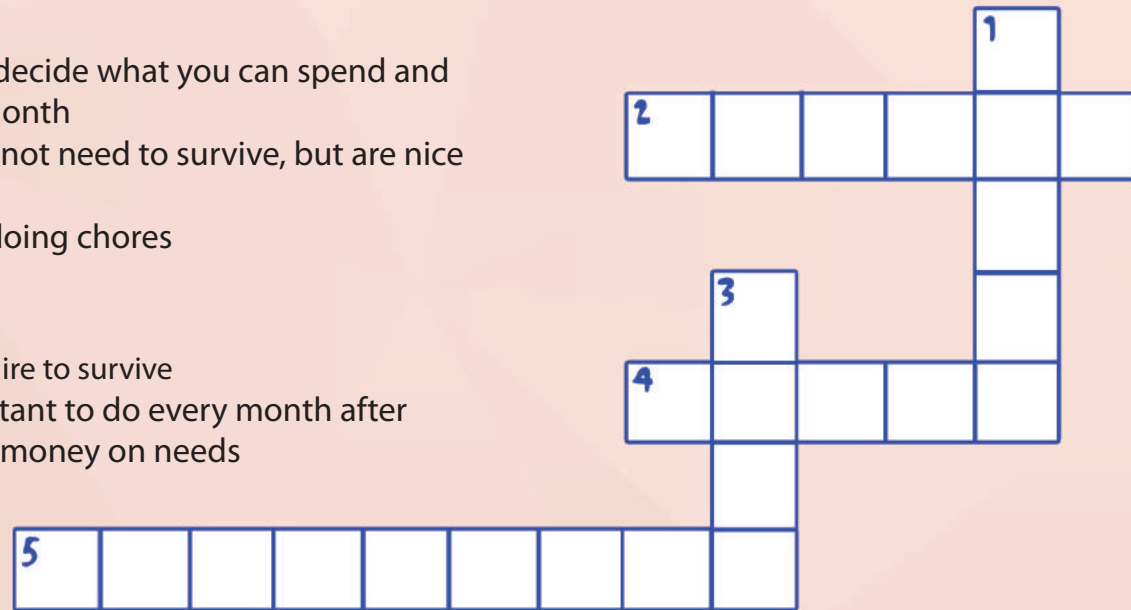 decide what you can spend and
onth
not need to survive, but are nice
doing chores
ire to survive
tant to do every month after
money on needs
1
2
3
4
5